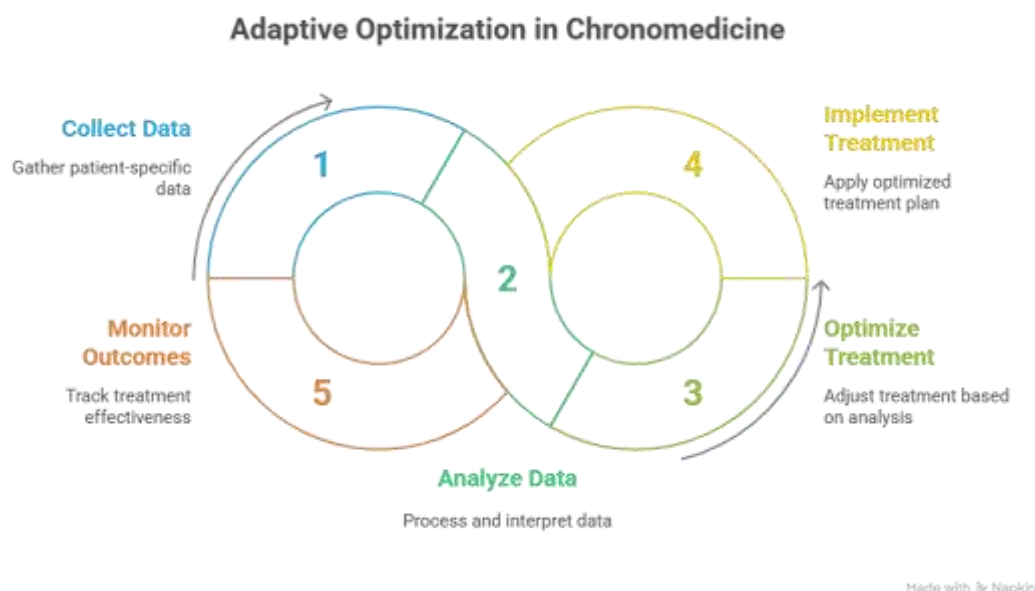 Adaptive Optimization in Chronomedicine
Collect Data
Gather patient-specific
data
1
Implement
Treatment
Apply optimized
treatment plan
4
2
Monitor
Outcomes
Track treatment
effectiveness
5
Optimize
Treatment
Adjust treatment based
on analysis
3
Analyze Data
Process and interpret data
Made with Napkin